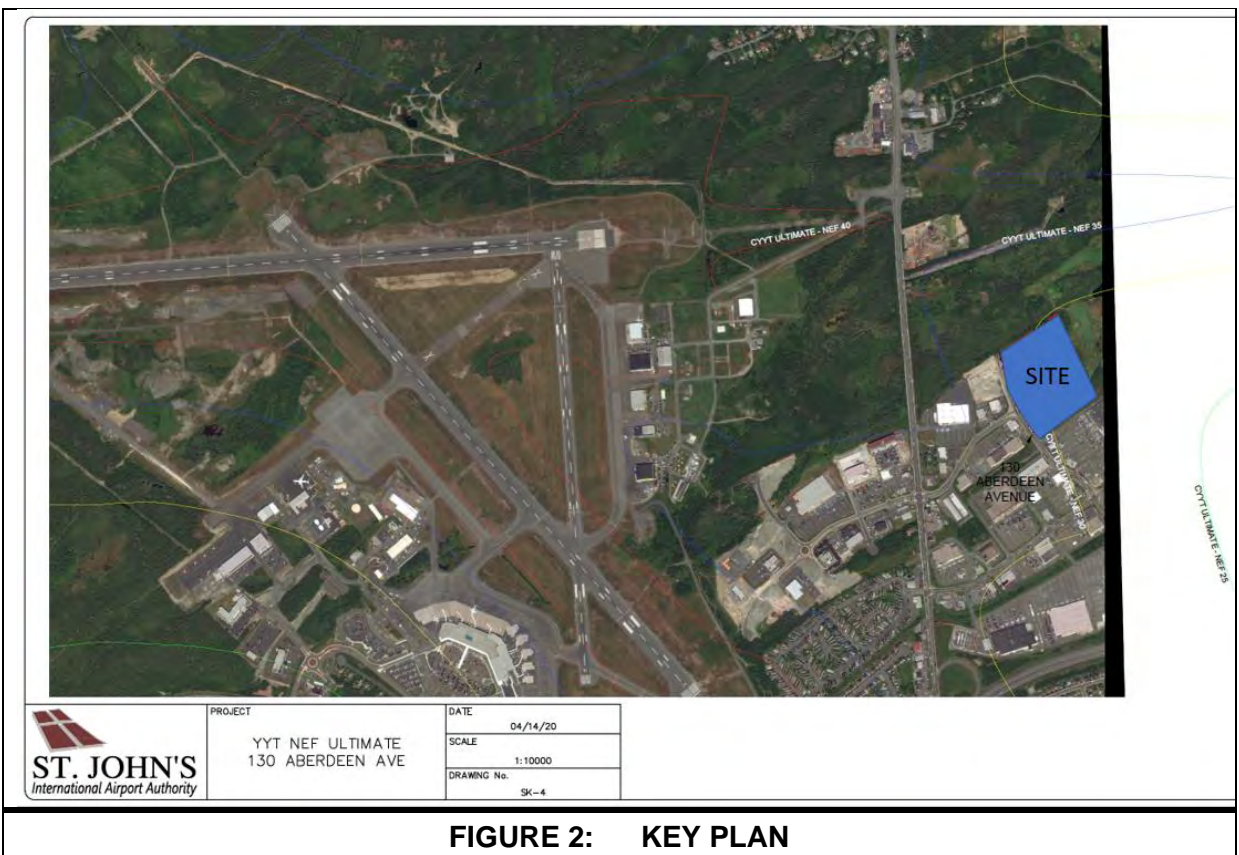 CYYT ULTIMATE - NEF 40
CYYT ULTIMATE - NEF 35
SITE
130
ABERDEEN
AVENUE
CYYT ULTIMATE - NEF 30
CYYT ULTIMATE - NEF 25
ST. JOHN'S
International Airport Authority
PROJECT
YYT NEF ULTIMATE
130 ABERDEEN AVE
DATE
04/14/20
SCALE
1:10000
DRAWING No.
SK-4
FIGURE 2: KEY PLAN